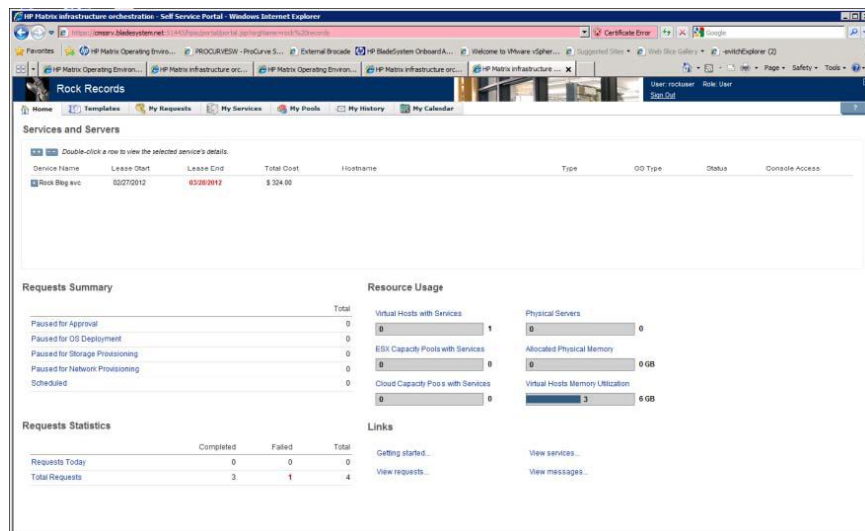 HP Matrix infrastructure orchestration - Self Service Portal - Windows Internet Explorer
Certificate Error
Google
Favorites HP Matrix Operating Enviro... PROCURVESW - ProCurve S... External Brocade HP BladeSystem Onboard A... Welcome to VMware vSpher... Suggested Sites Web Slice Gallery
HP Matrix Operating Environ... HP Matrix infrastructure orc... HP Matrix Operating Environ... HP Matrix infrastructure orc... HP Matrix infrastructure ... x Page Safety Tools
Rock Records
User: rockuser Role: User
Sign Out
Home Templates My Requests My Services My Pools My History My Calendar ?
Services and Servers
Double-click a row to view the selected service's details.
Service Name Lease Start Lease End Total Cost Hostname Type OS Type Status Console Access
Rock Blog svc 02/27/2012 03/28/2012 $ 324.00
Requests Summary
Total
Paused for Approval 0
Paused for OS Deployment 0
Paused for Storage Provisioning 0
Paused for Network Provisioning 0
Scheduled 0
Requests Statistics
Completed Failed Total
Requests Today 0 0 0
Total Requests 3 1 4
Resource Usage
Virtual Hosts with Services Physical Servers
0 1 0 0
ESX Capacity Pools with Services Allocated Physical Memory
0 0 0 0 GB
Cloud Capacity Pools with Services Virtual Hosts Memory Utilization
0 0 3 6 GB
Links
Getting started... View services...
View requests... View messages...